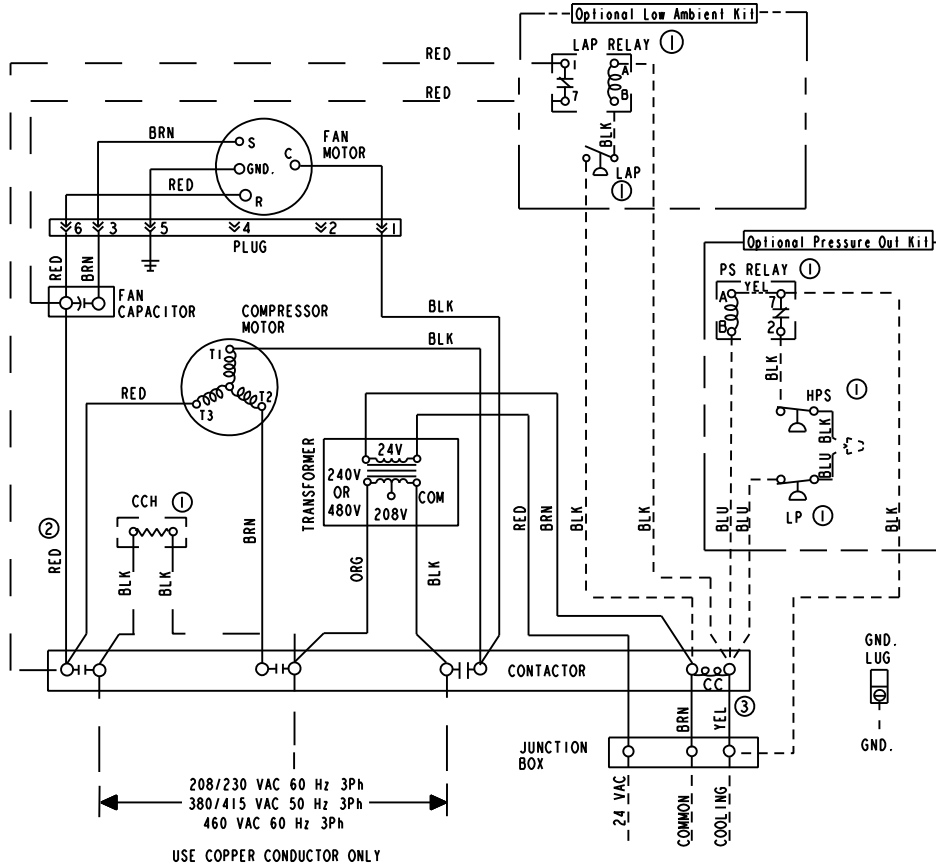 Optional Low Ambient Kit
LAP RELAY 1
RED
1
A
7
B
RED
BLK
BRN
S
FAN
MOTOR
C
GND.
LAP
1
RED
R
6 3 5 4 2 1
PLUG
Optional Pressure Out Kit
PS RELAY 1
YEL
A
7
B
2
RED
BRN
FAN
CAPACITOR
COMPRESSOR
MOTOR
BLK
BLK
T1
T2
T3
RED
BLK
HPS
1
BLK
BLU
LP 1
TRANSFORMER
24V
240V
OR
480V
COM
208V
CCH 1
2
RED
BLK
BLK
BRN
ORG
BLK
RED
BRN
BLK
BLK
BLU
BLU
BLK
CONTACTOR
CC
GND.
LUG
GND.
BRN
YEL
3
JUNCTION
BOX
24 VAC
COMMON
COOLING
208/230 VAC 60 Hz 3Ph
380/415 VAC 50 Hz 3Ph
460 VAC 60 Hz 3Ph
USE COPPER CONDUCTOR ONLY